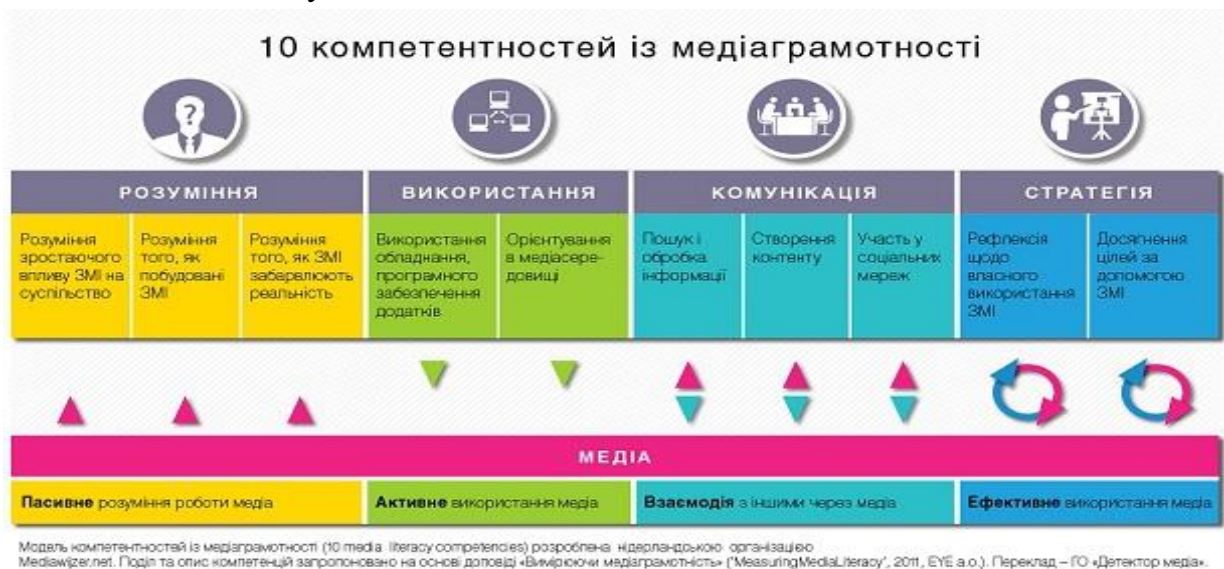 10 компетентностей із медіаграмотності
РОЗУМІННЯ
ВИКОРИСТАННЯ
КОМУНІКАЦІЯ
СТРАТЕГІЯ
Розуміння
зростаючого
впливу ЗМІ на
суспільство
Розуміння
того, як
побудовані
ЗМІ
Розуміння
того, як ЗМІ
забарвлюють
реальність
Використання
обладнання,
програмного
забезпечення
додатків
Орієнтування
в медіасере-
довищі
Пошук і
обробка
інформації
Створення
контенту
Участь у
соціальних
мереж
Рефлексія
щодо
власного
використання
ЗМІ
Досягнення
цілей за
допомогою
ЗМІ
МЕДІА
Пасивне розуміння роботи медіа
Активне використання медіа
Взаємодія з іншими через медіа
Ефективне використання медіа
Модель компетентностей із медіаграмотності (10 media literacy competencies) розроблена нідерландською організацією
Mediawijzer.net. Поділ та опис компетенцій запропоновано на основі доповіді «Вимірюючи медіаграмотність» ('MeasuringMediaLiteracy', 2011, EYE a.o.). Переклад – ГО «Детектор медіа».